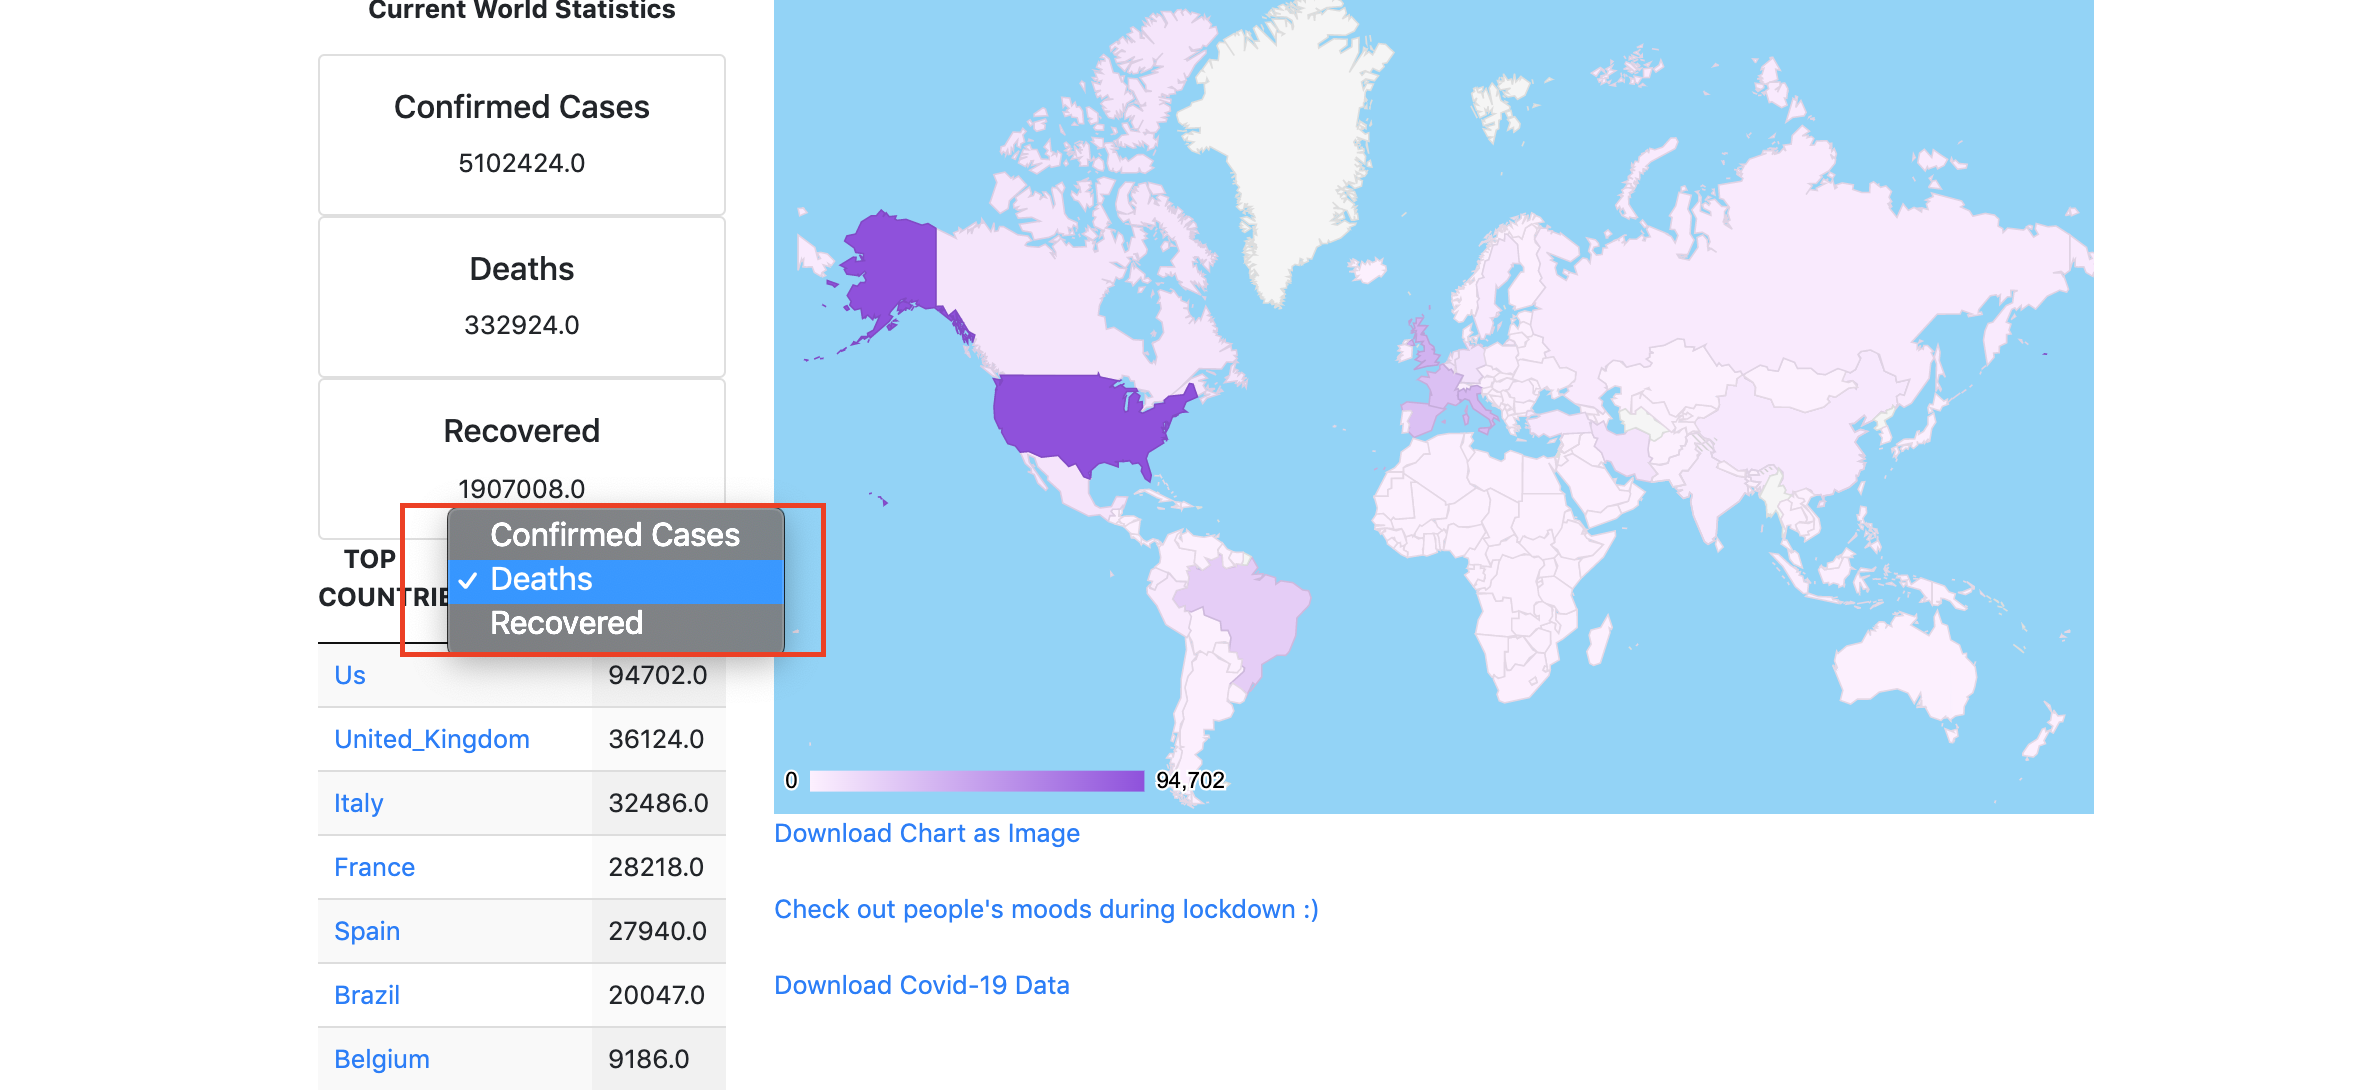 Current World Statistics
Confirmed Cases
5102424.0
Deaths
332924.0
Recovered
1907008.0
Confirmed Cases
✓ Deaths
Recovered
TOP
COUNTRIE
Us 94702.0
United_Kingdom 36124.0
Italy 32486.0
France 28218.0
Spain 27940.0
Brazil 20047.0
Belgium 9186.0
0 94,702
Download Chart as Image
Check out people's moods during lockdown :)
Download Covid-19 Data